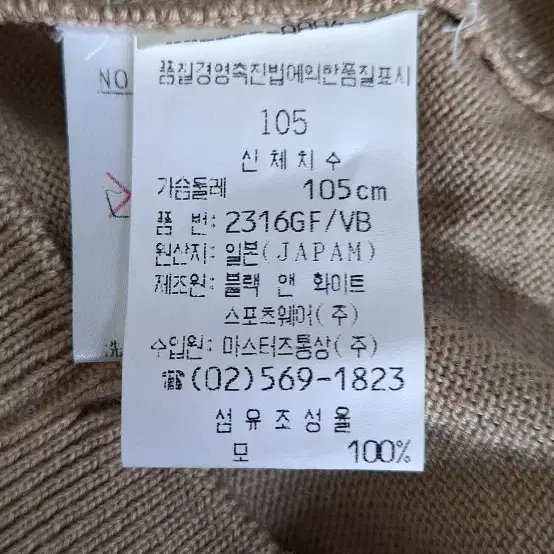 NO
품질경영촉진법에의한품질표시
105
신체치수
가슴둘레 105cm
품 번: 2316GF/VB
원산지: 일본(JAPAM)
제조원: 블랙 앤 화이트
스포츠웨어(주)
수입원: 마스터즈통상(주)
☎(02)569-1823
섬유조성율
모 100%